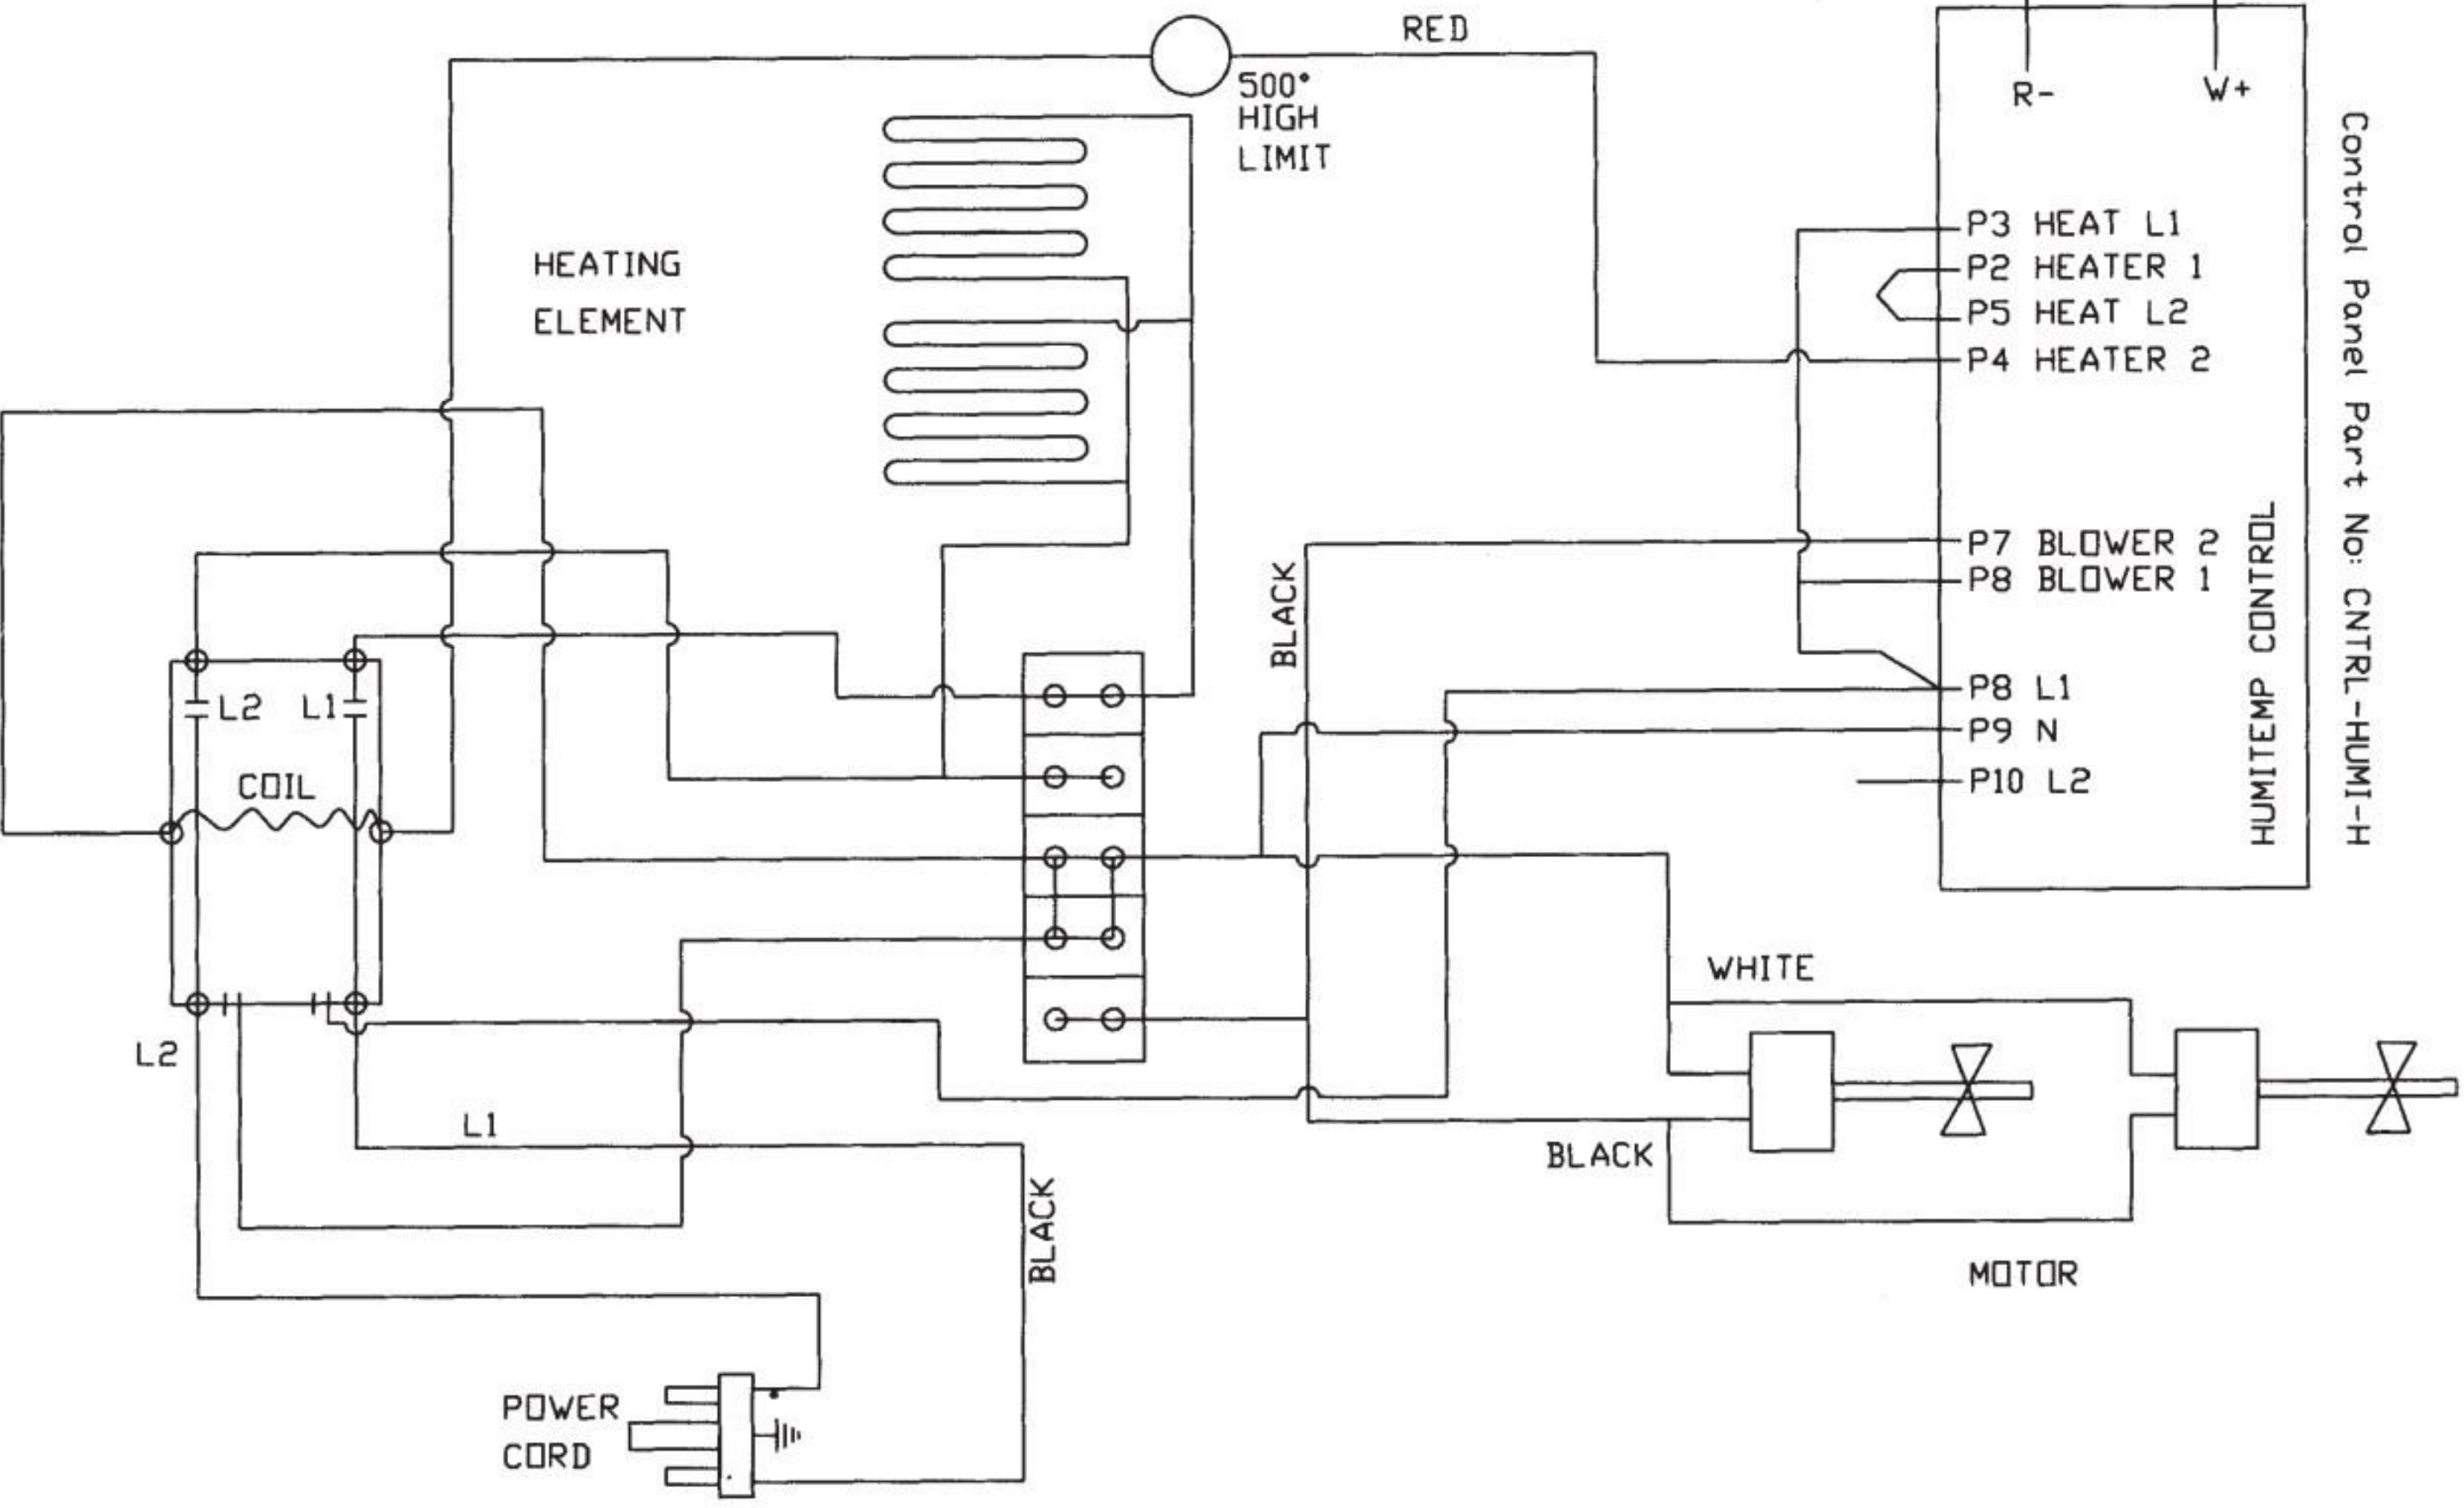 RED
500°
HIGH
LIMIT
R-
W+
HEATING
ELEMENT
P3 HEAT L1
P2 HEATER 1
P5 HEAT L2
P4 HEATER 2
P7 BLOWER 2
P8 BLOWER 1
P8 L1
P9 N
P10 L2
HUMITEMP CONTROL
Control Panel Part No: CNTRL-HUMI-H
BLACK
L2
L1
COIL
L2
L1
WHITE
BLACK
BLACK
MOTOR
POWER
CORD